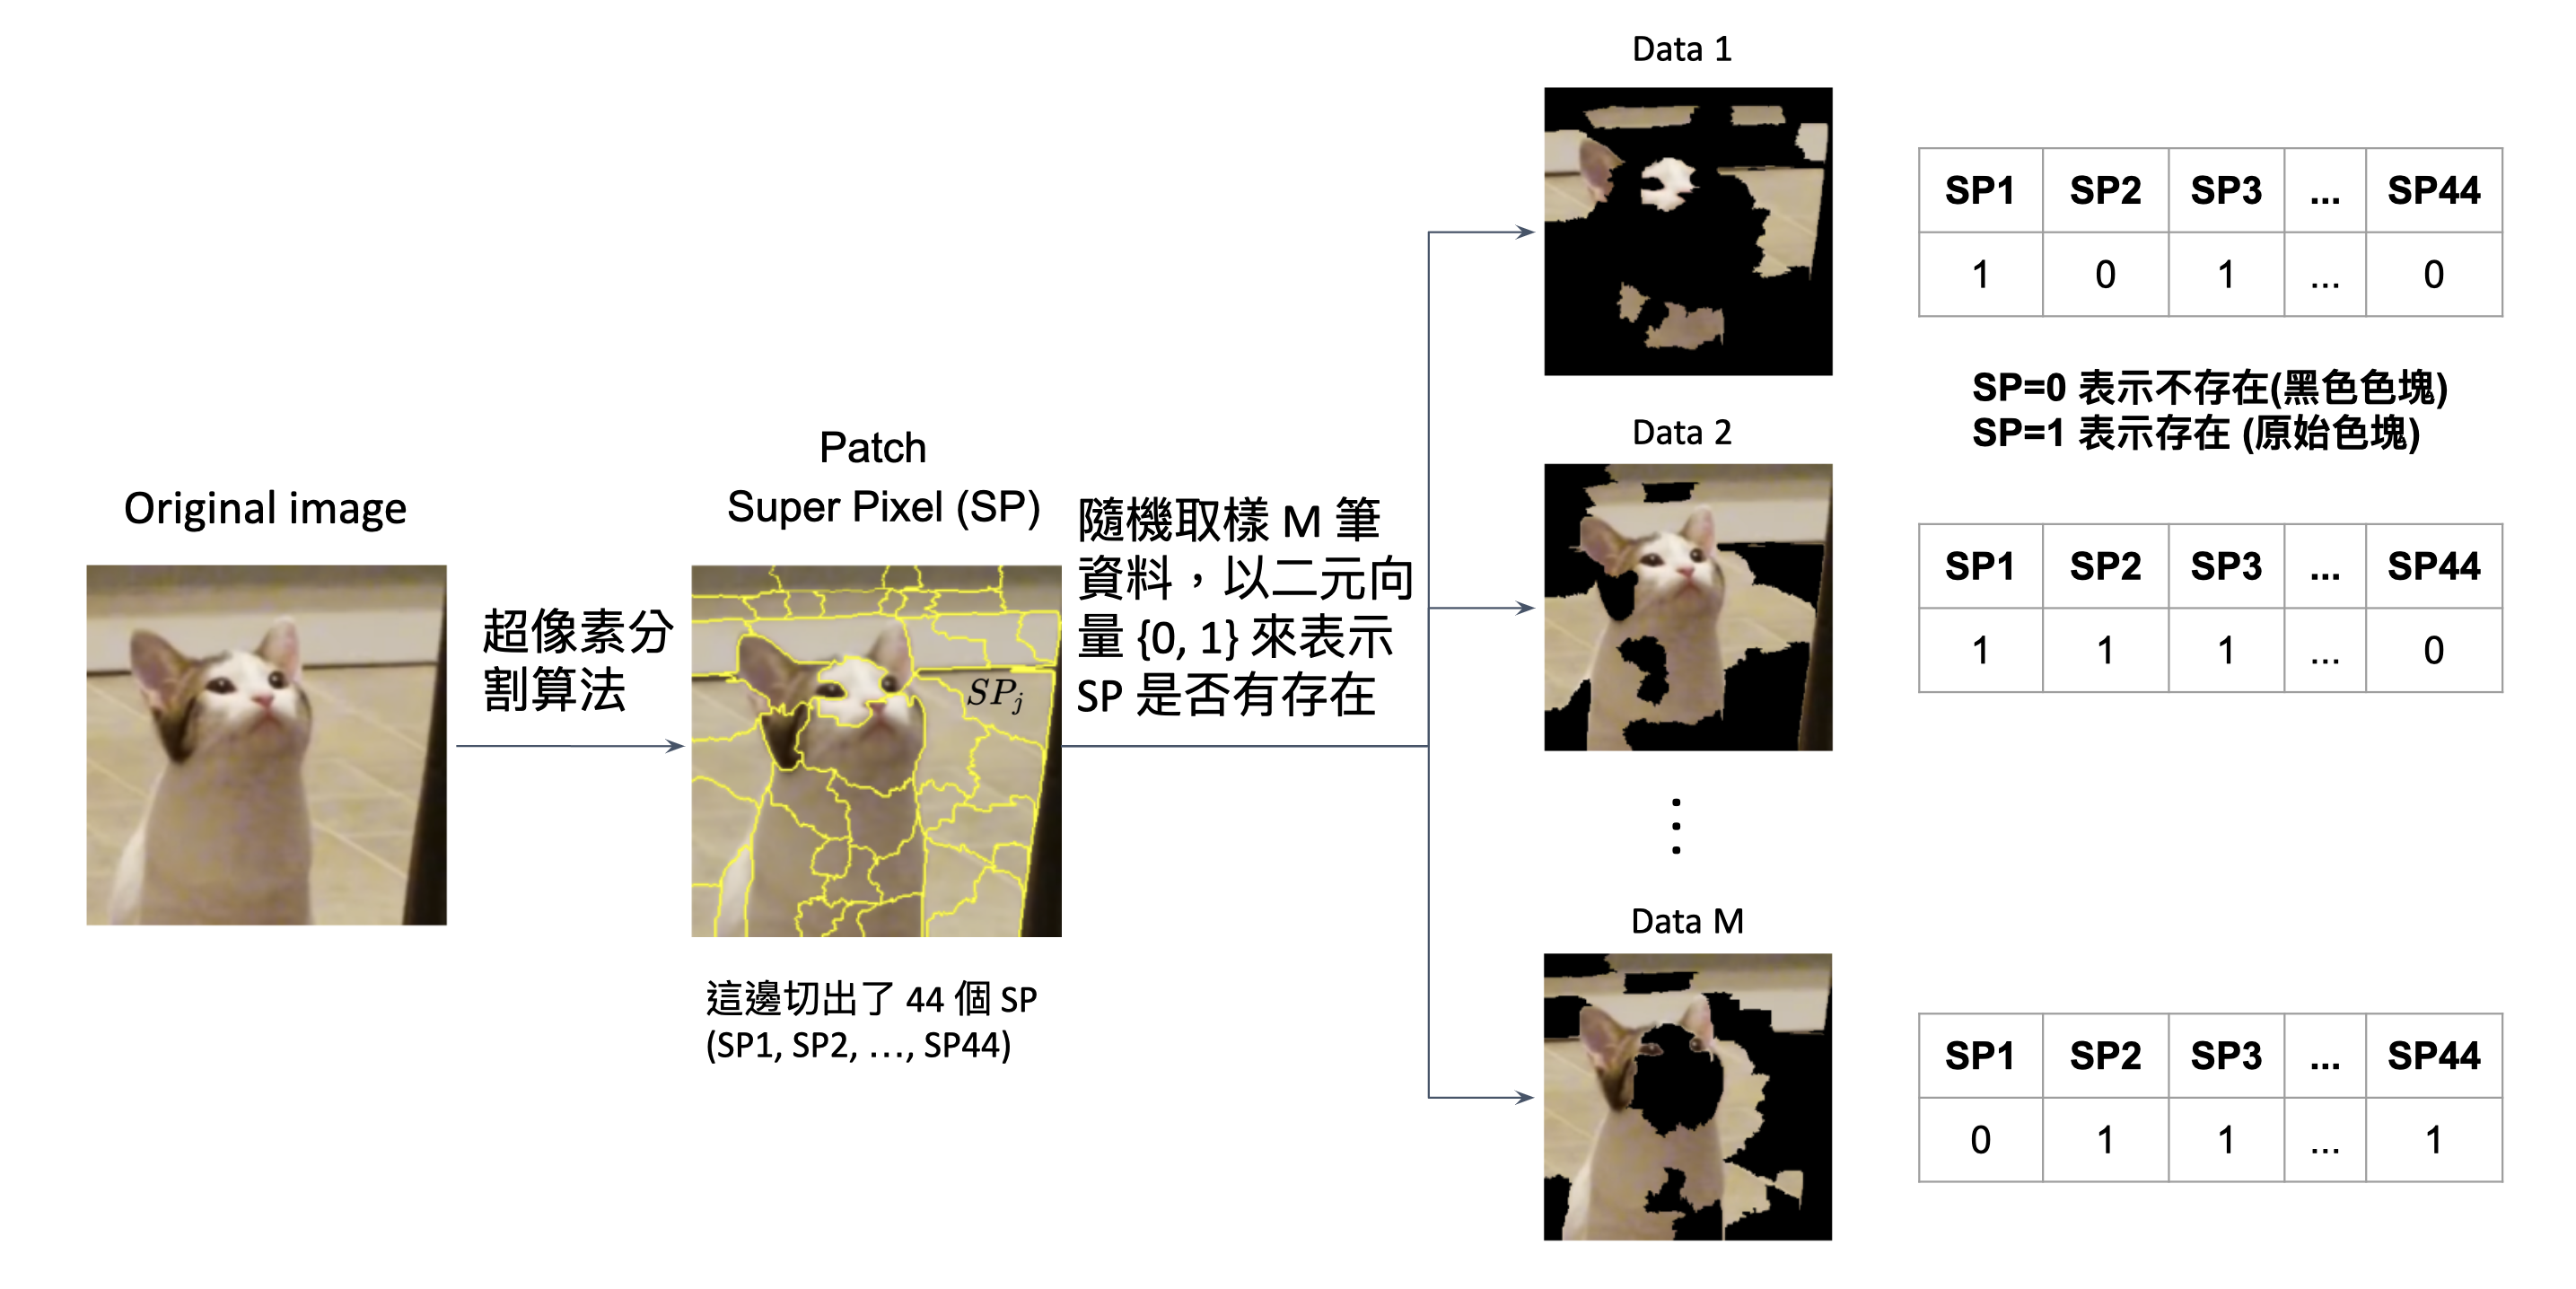 Original image
超像素分
割算法
Patch
Super Pixel (SP)
SPj
這邊切出了 44 個 SP
(SP1, SP2, …, SP44)
隨機取樣 M 筆
資料，以二元向
量 {0, 1} 來表示
SP 是否有存在
Data 1
SP1 SP2 SP3 ... SP44
1 0 1 ... 0
SP=0 表示不存在(黑色色塊)
SP=1 表示存在 (原始色塊)
Data 2
SP1 SP2 SP3 ... SP44
1 1 1 ... 0
⋮
Data M
SP1 SP2 SP3 ... SP44
0 1 1 ... 1